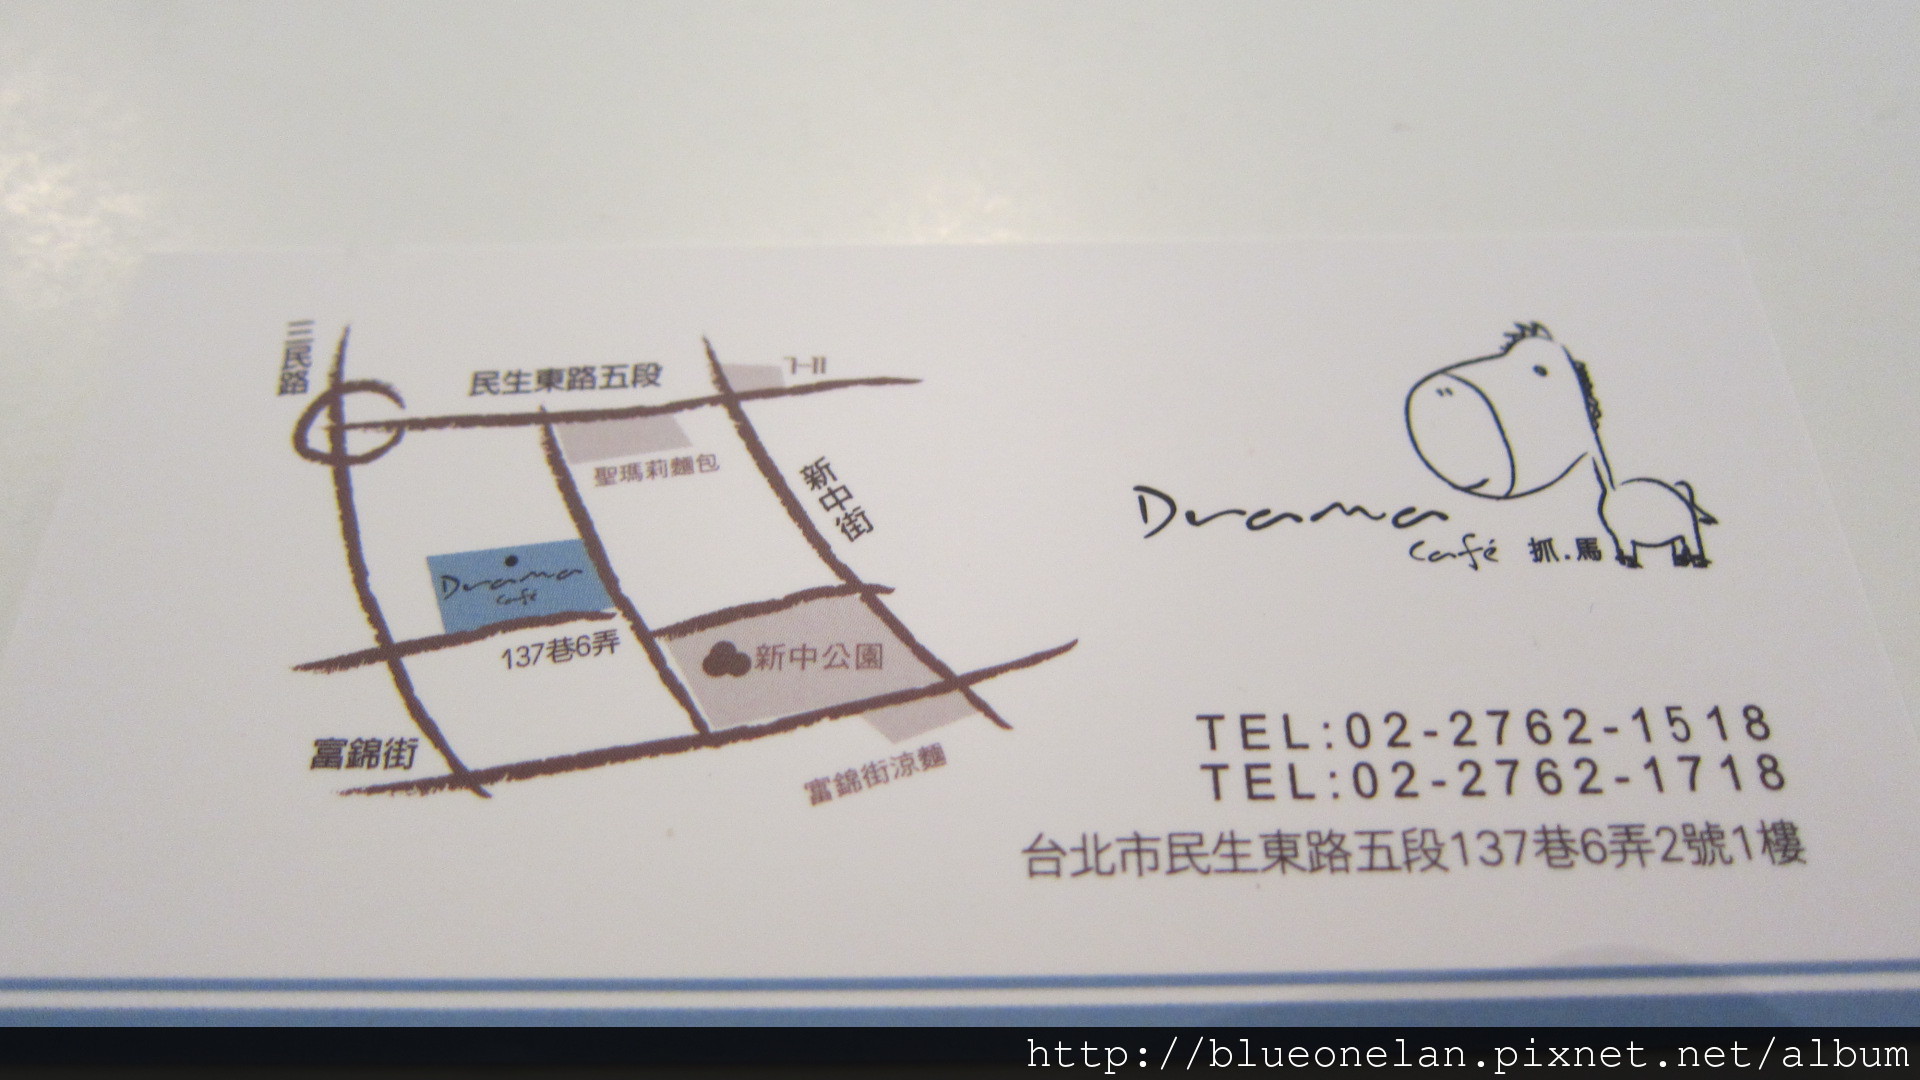 三民路
民生東路五段
7-11
聖瑪莉麵包
新中街
Drama
Café
137巷6弄
新中公園
富錦街
富錦街涼麵
Drama
Café 抓.馬
TEL:02-2762-1518
TEL:02-2762-1718
台北市民生東路五段137巷6弄2號1樓
http://blueonelan.pixnet.net/album